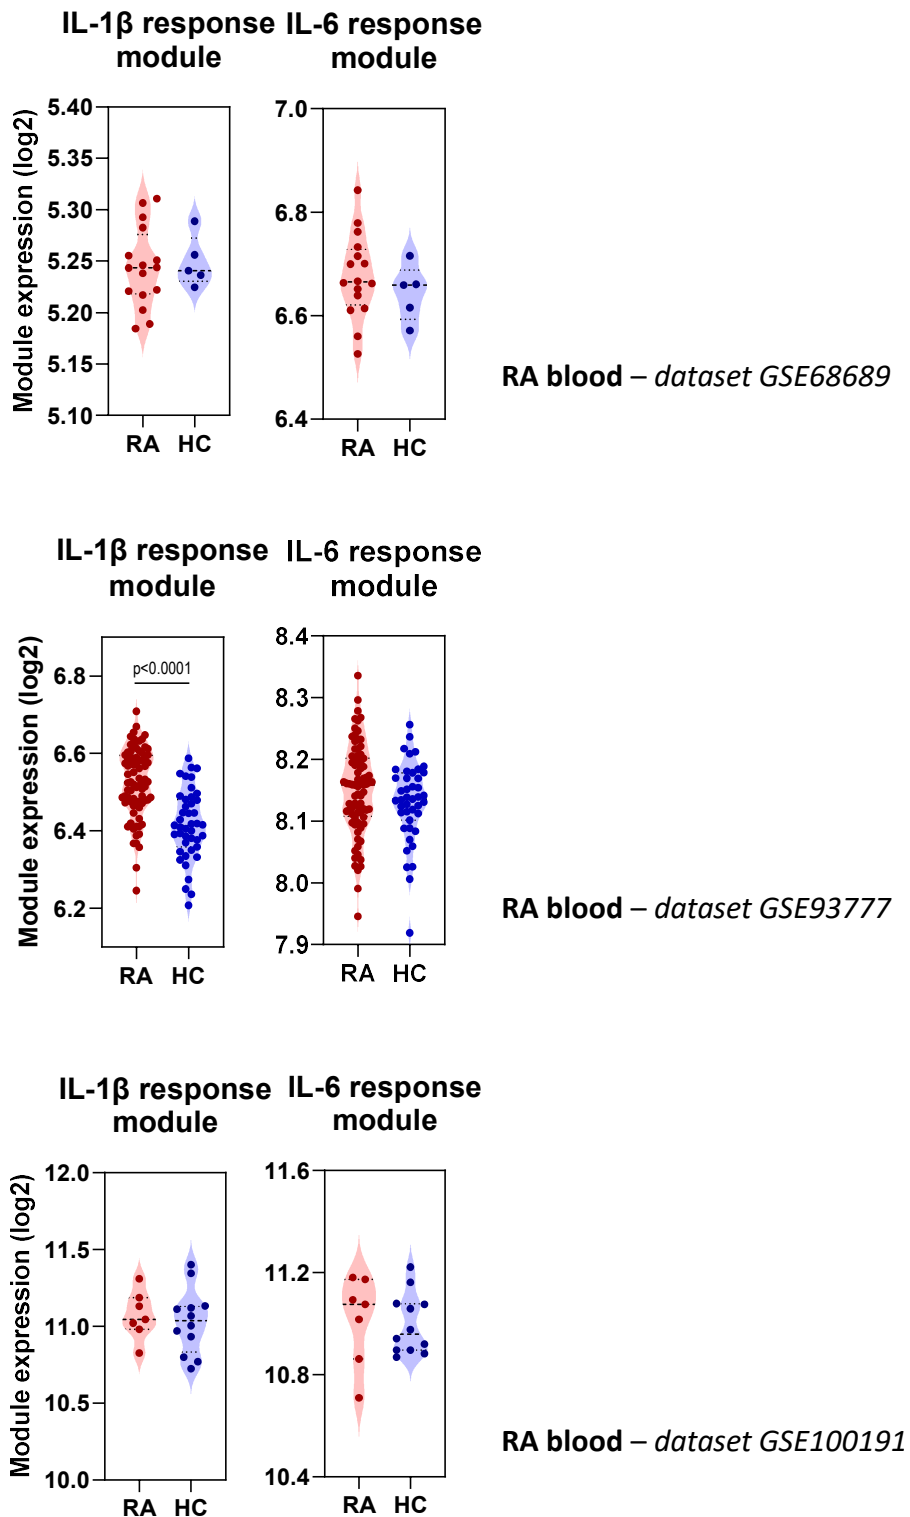 IL-1β response
module
IL-6 response
module
Module expression (log2)
5.40
5.35
5.30
5.25
5.20
5.15
5.10
RA HC
7.0
6.8
6.6
6.4
RA HC
RA blood – dataset GSE68689
IL-1β response
module
IL-6 response
module
Module expression (log2)
6.8
6.6
6.4
6.2
p<0.0001
RA HC
8.4
8.3
8.2
8.1
8.0
7.9
RA HC
RA blood – dataset GSE93777
IL-1β response
module
IL-6 response
module
Module expression (log2)
12.0
11.5
11.0
10.5
10.0
RA HC
11.6
11.2
10.8
10.4
RA HC
RA blood – dataset GSE100191